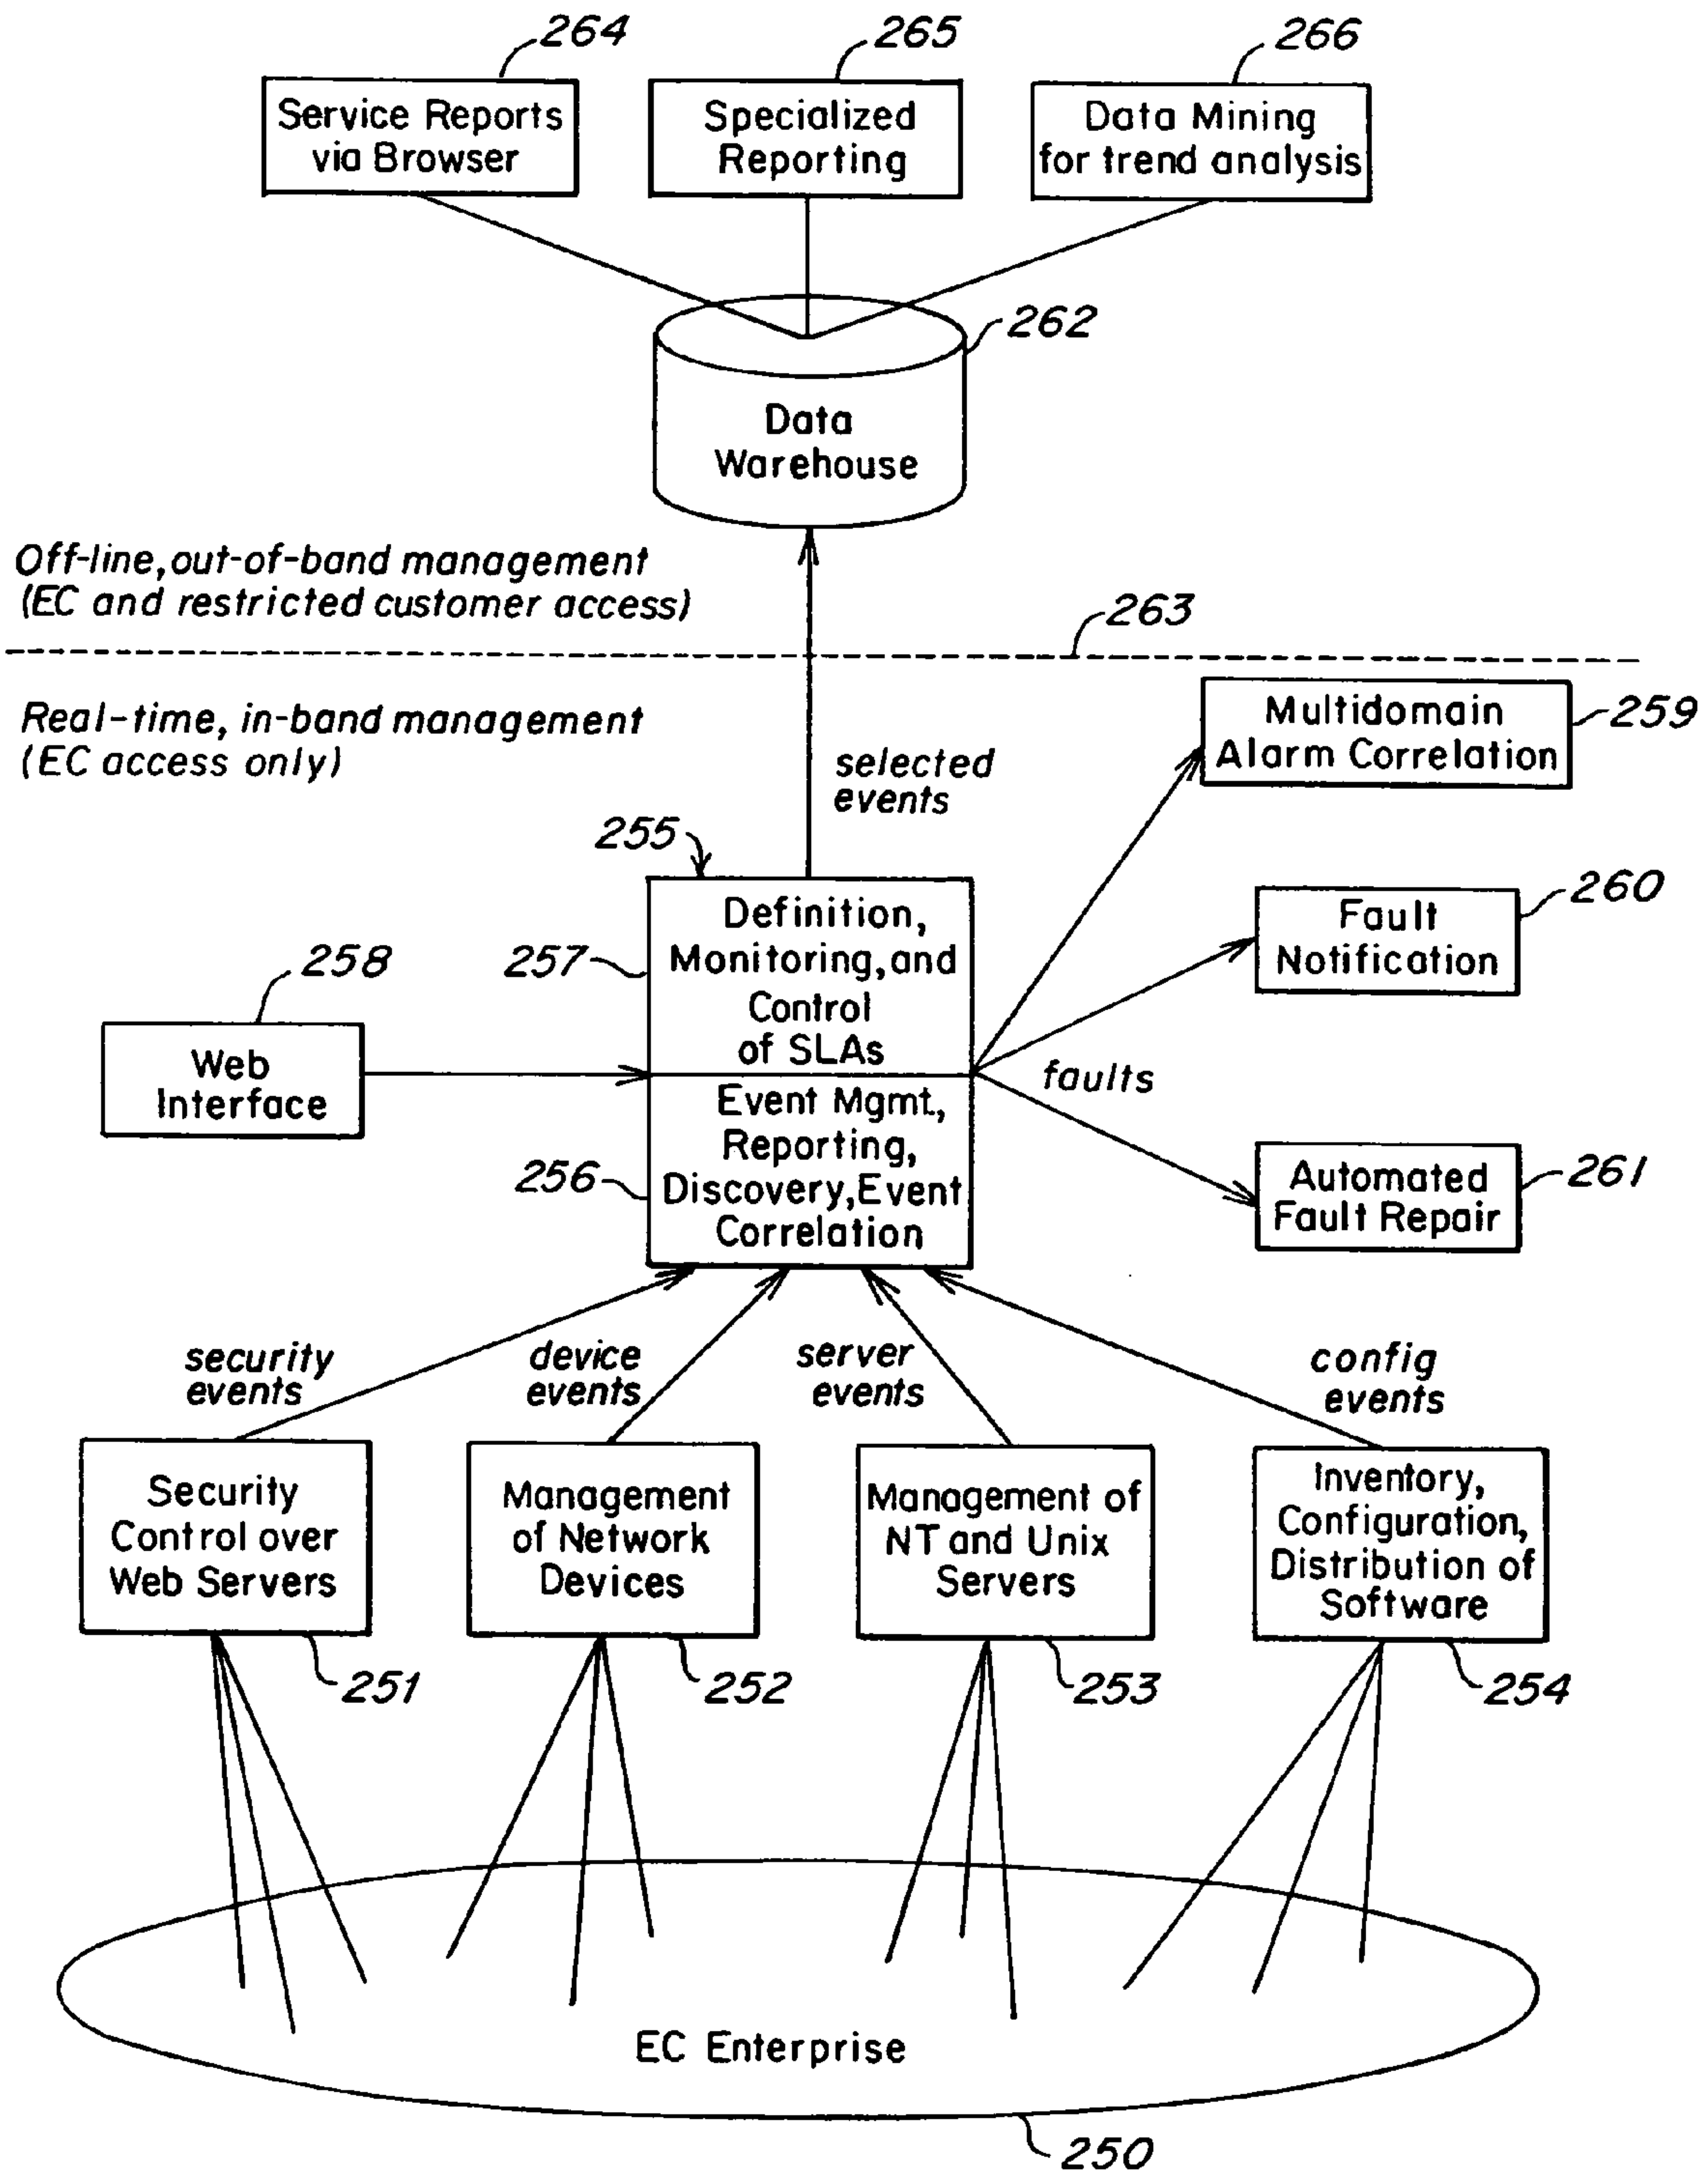 264
265
266
Service Reports
via Browser
Specialized
Reporting
Data Mining
for trend analysis
262
Data
Warehouse
Off-line, out-of-band management
(EC and restricted customer access)
263
Real-time, in-band management
(EC access only)
Multidomain
Alarm Correlation
259
selected
events
255
Definition,
Monitoring, and
Control
of SLAs
257
258
Web
Interface
Fault
Notification
260
faults
Event Mgmt.,
Reporting,
Discovery, Event
Correlation
256
Automated
Fault Repair
261
security
events
device
events
server
events
config
events
Security
Control over
Web Servers
Management
of Network
Devices
Management of
NT and Unix
Servers
Inventory,
Configuration,
Distribution of
Software
251
252
253
254
EC Enterprise
250